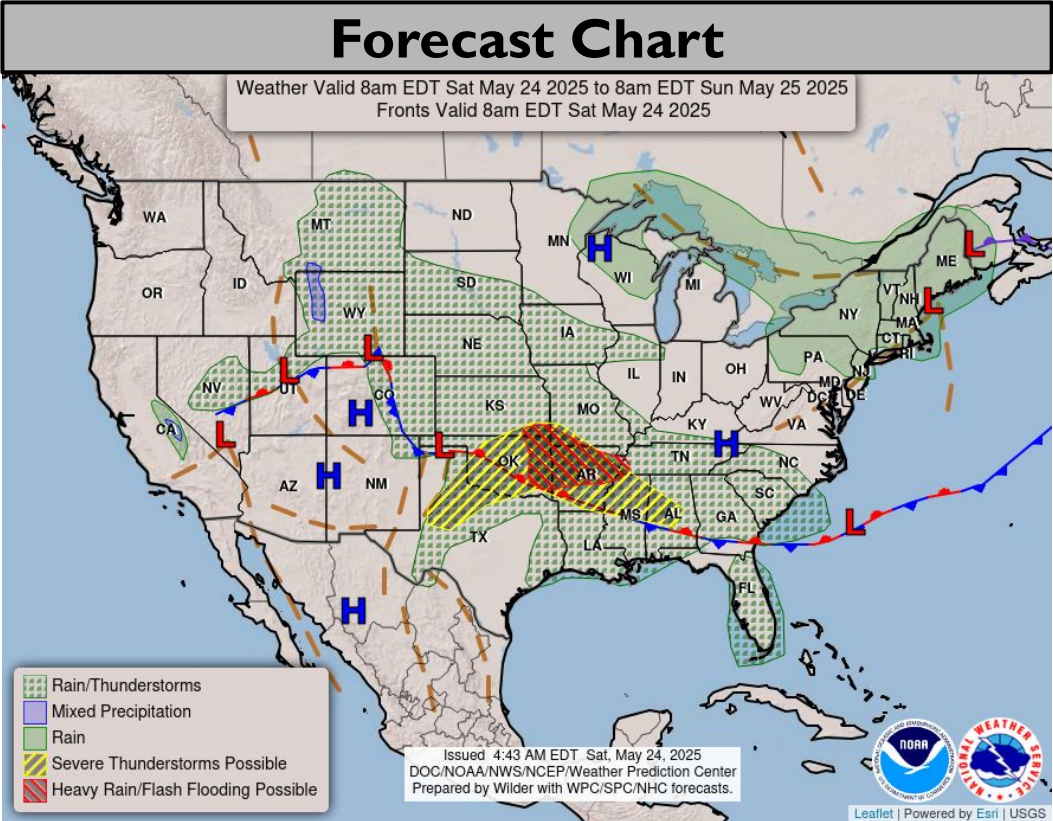 Forecast Chart
Weather Valid 8am EDT Sat May 24 2025 to 8am EDT Sun May 25 2025
Fronts Valid 8am EDT Sat May 24 2025
WA
MT
ND
MN
OR
ID
WY
SD
WI
MI
ME
VT
NH
NY
MA
CT
RI
NV
UT
CO
NE
IA
IL
IN
OH
PA
NJ
MD
DE
DC
WV
VA
CA
KS
MO
KY
AZ
NM
OK
AR
TN
NC
SC
TX
LA
MS
AL
GA
FL
H
H
H
H
H
L
L
L
L
L
L
L
Rain/Thunderstorms
Mixed Precipitation
Rain
Severe Thunderstorms Possible
Heavy Rain/Flash Flooding Possible
Issued 4:43 AM EDT Sat, May 24, 2025
DOC/NOAA/NWS/NCEP/Weather Prediction Center
Prepared by Wilder with WPC/SPC/NHC forecasts.
NOAA
NATIONAL WEATHER SERVICE
Leaflet | Powered by Esri | USGS